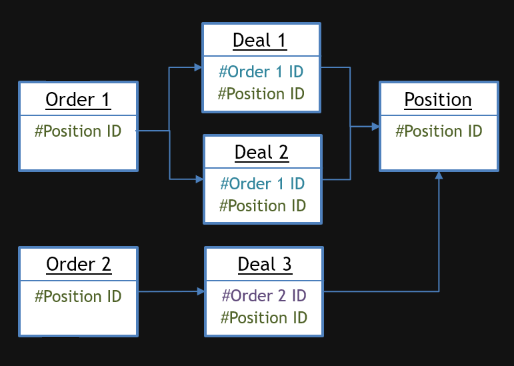 Deal 1
#Order 1 ID
#Position ID
Order 1
#Position ID
Position
#Position ID
Deal 2
#Order 1 ID
#Position ID
Order 2
#Position ID
Deal 3
#Order 2 ID
#Position ID